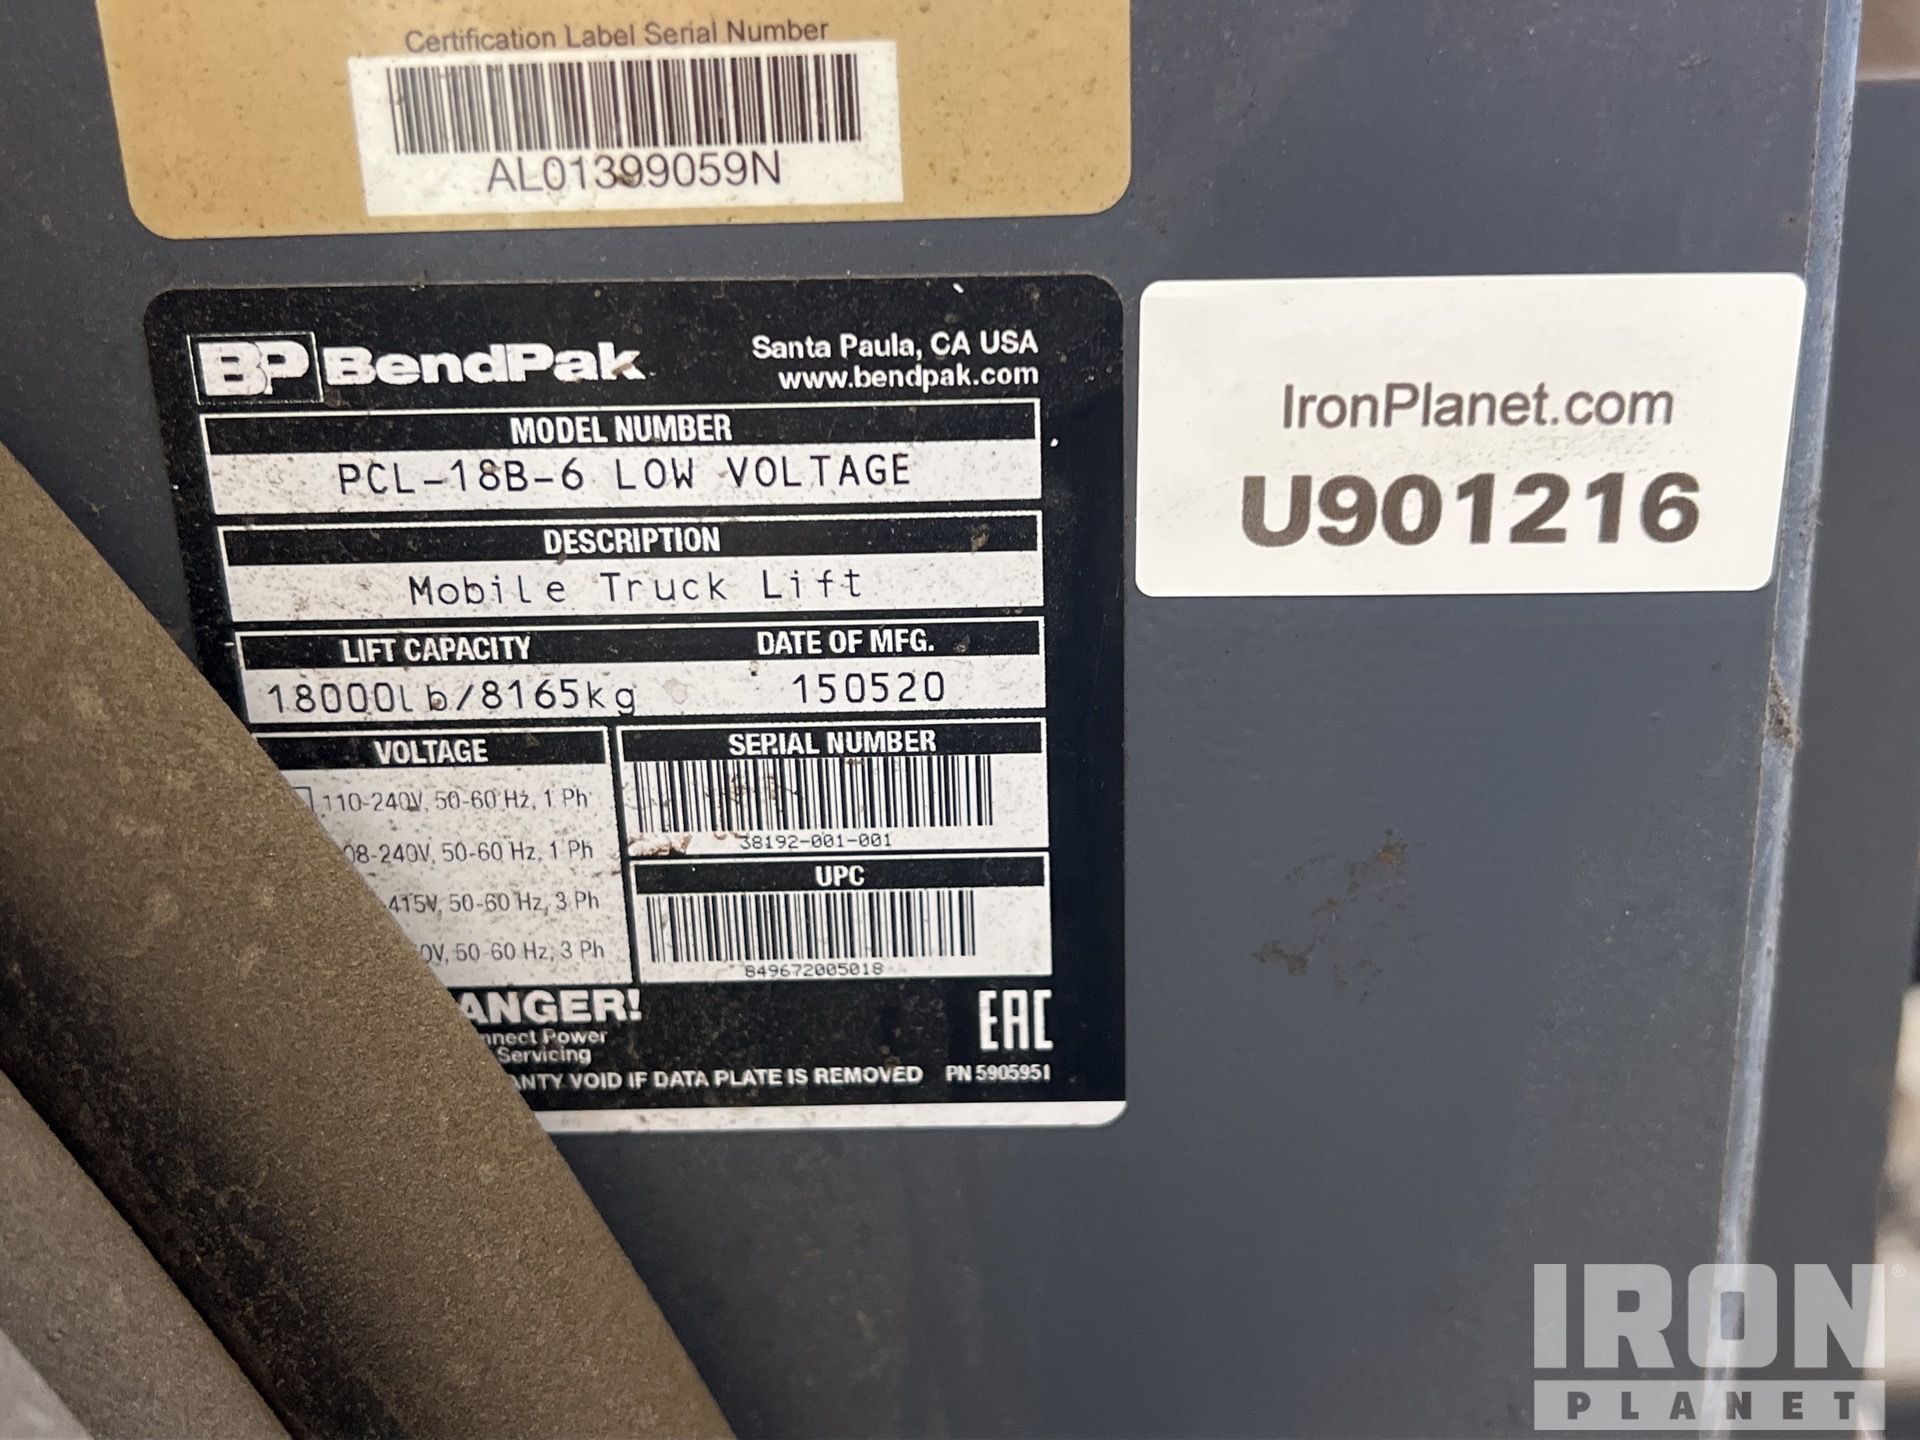 Certification Label Serial Number
AL01399059N
BP BendPak
Santa Paula, CA USA
www.bendpak.com
MODEL NUMBER
PCL-18B-6 LOW VOLTAGE
DESCRIPTION
Mobile Truck Lift
LIFT CAPACITY
DATE OF MFG.
18000lb/8165kg
150520
VOLTAGE
110-240V, 50-60 Hz, 1 Ph
08-240V, 50-60 Hz, 1 Ph
-415V, 50-60 Hz, 3 Ph
0V, 50-60 Hz, 3 Ph
SERIAL NUMBER
38192-001-001
UPC
849672005018
ANGER!
nnect Power
Servicing
EAC
ANTY VOID IF DATA PLATE IS REMOVED PN 5905951
IronPlanet.com
U901216
IRON®
PLANET